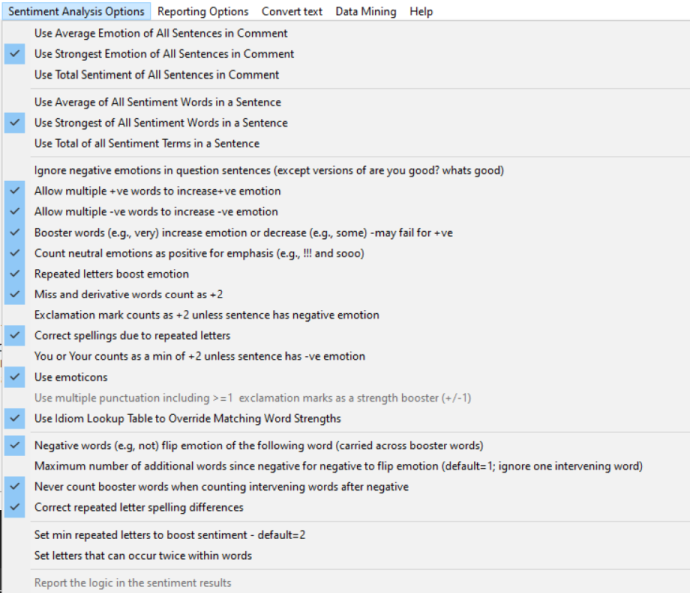 Sentiment Analysis Options Reporting Options Convert text Data Mining Help
Use Average Emotion of All Sentences in Comment
Use Strongest Emotion of All Sentences in Comment
Use Total Sentiment of All Sentences in Comment
Use Average of All Sentiment Words in a Sentence
Use Strongest of All Sentiment Words in a Sentence
Use Total of all Sentiment Terms in a Sentence
Ignore negative emotions in question sentences (except versions of are you good? whats good)
Allow multiple +ve words to increase+ve emotion
Allow multiple -ve words to increase -ve emotion
Booster words (e.g., very) increase emotion or decrease (e.g., some) -may fail for +ve
Count neutral emotions as positive for emphasis (e.g., !!! and sooo)
Repeated letters boost emotion
Miss and derivative words count as +2
Exclamation mark counts as +2 unless sentence has negative emotion
Correct spellings due to repeated letters
You or Your counts as a min of +2 unless sentence has -ve emotion
Use emoticons
Use multiple punctuation including >=1 exclamation marks as a strength booster (+/-1)
Use Idiom Lookup Table to Override Matching Word Strengths
Negative words (e.g, not) flip emotion of the following word (carried across booster words)
Maximum number of additional words since negative for negative to flip emotion (default=1; ignore one intervening word)
Never count booster words when counting intervening words after negative
Correct repeated letter spelling differences
Set min repeated letters to boost sentiment - default=2
Set letters that can occur twice within words
Report the logic in the sentiment results